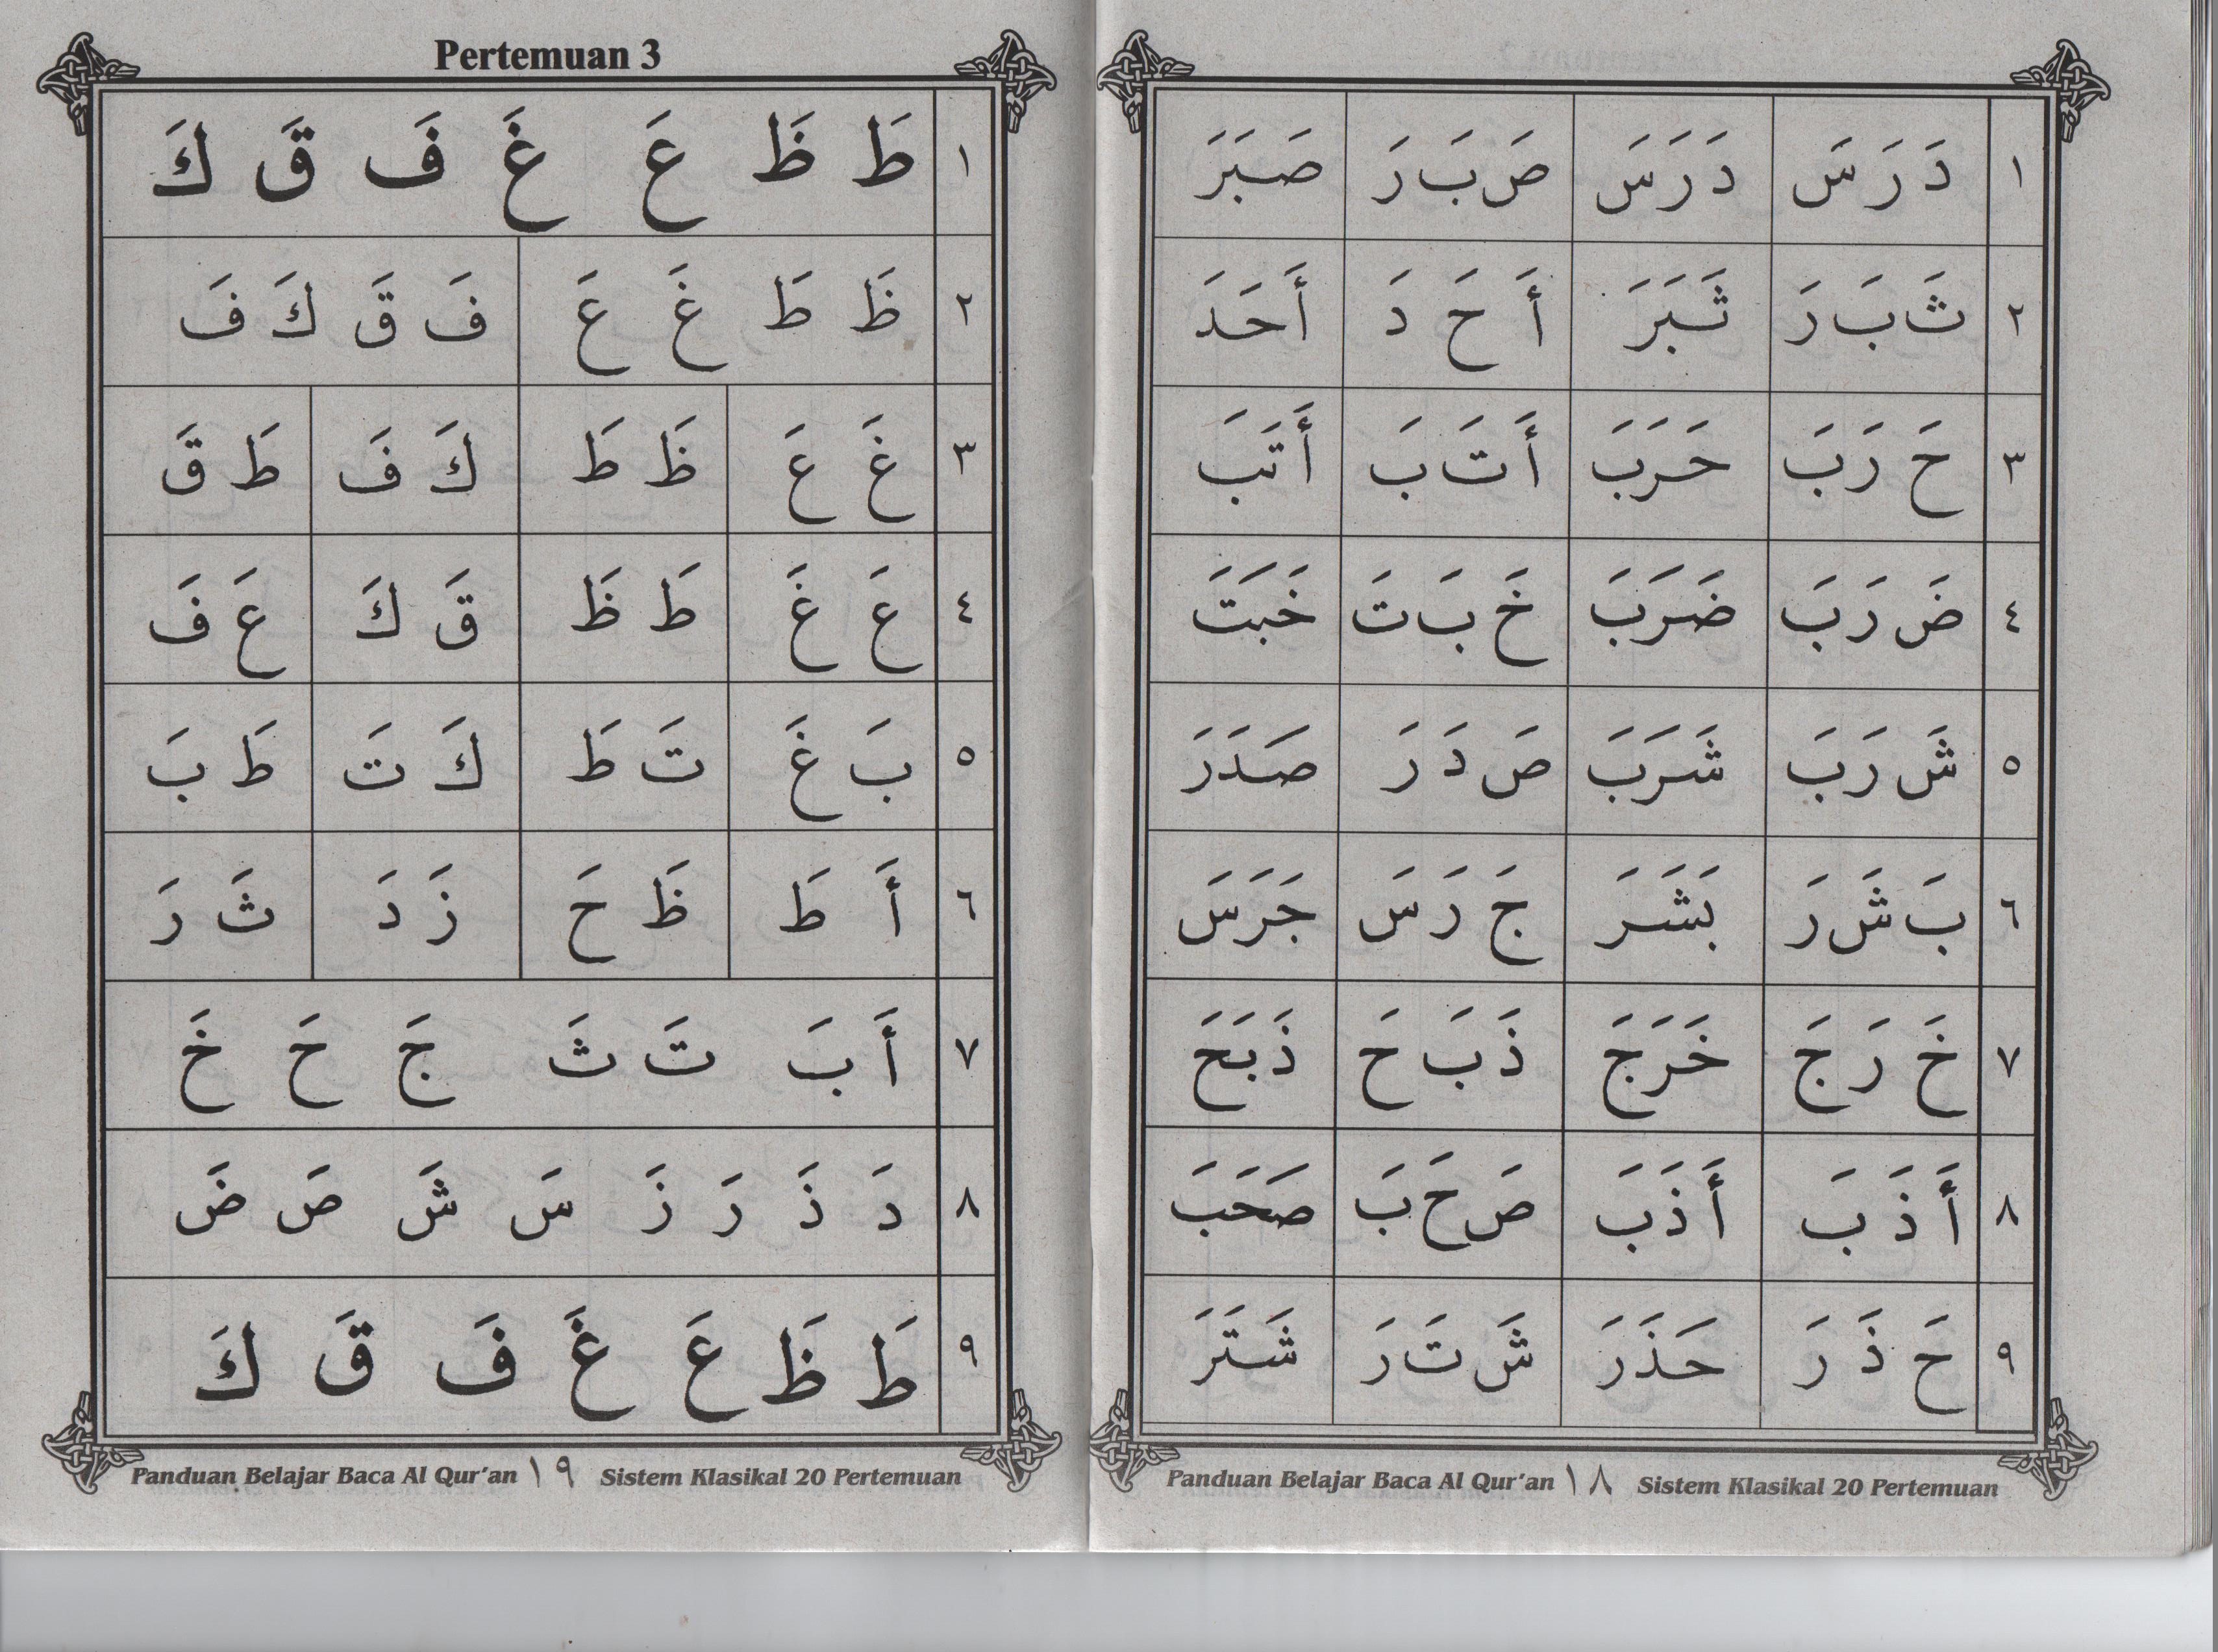 ١ دَ رَ سَ دَ رَ سَ صَ بَ رَ صَبَرَ
٢ ثَ بَ رَ ثَبَرَ أَ حَ دَ أَحَدَ
٣ حَ رَ بَ حَرَبَ أَ تَ بَ أَتَبَ
٤ ضَ رَ بَ ضَرَبَ خَ بَ تَ خَبَتَ
٥ شَ رَ بَ شَرَبَ صَ دَ رَ صَدَرَ
٦ بَ شَ رَ بَشَرَ جَ رَ سَ جَرَسَ
٧ خَ رَ جَ خَرَجَ ذَ بَ حَ ذَبَحَ
٨ أَ ذَ بَ أَذَبَ صَ حَ بَ صَحَبَ
٩ حَ ذَ رَ حَذَرَ شَ تَ رَ شَتَرَ
Panduan Belajar Baca Al Qur'an ١٨ Sistem Klasikal 20 Pertemuan
Pertemuan 3
١ طَ ظَ عَ غَ فَ قَ كَ
٢ ظَ طَ غَ عَ فَ قَ كَ فَ
٣ غَ عَ ظَ طَ كَ فَ طَ قَ
٤ عَ غَ طَ ظَ قَ كَ عَ فَ
٥ بَ غَ تَ طَ كَ تَ طَ بَ
٦ أَ طَ ظَ حَ زَ دَ ثَ رَ
٧ أَ بَ تَ ثَ جَ حَ خَ
٨ دَ ذَ رَ زَ سَ شَ صَ ضَ
٩ طَ ظَ عَ غَ فَ قَ كَ
Panduan Belajar Baca Al Qur'an ١٩ Sistem Klasikal 20 Pertemuan